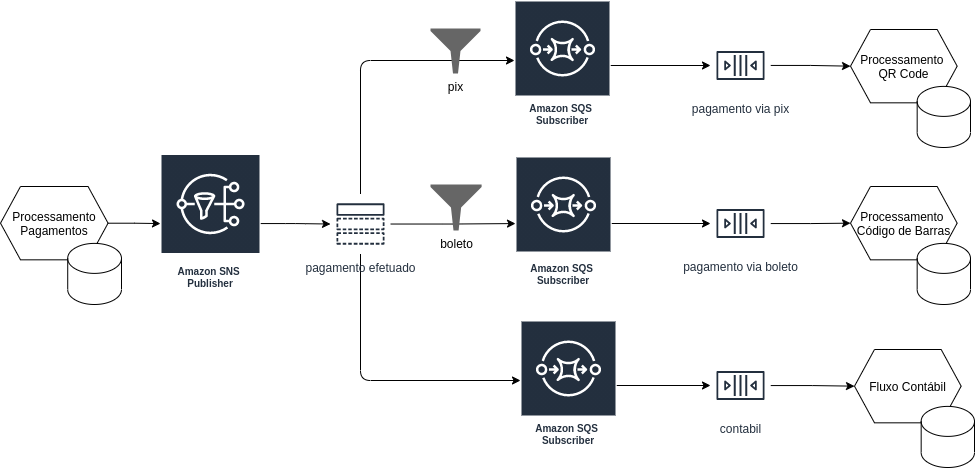 Processamento
QR Code
pix
Amazon SQS
Subscriber
pagamento via pix
Processamento
Pagamentos
Amazon SNS
Publisher
pagamento efetuado
boleto
Amazon SQS
Subscriber
pagamento via boleto
Processamento
Código de Barras
Amazon SQS
Subscriber
contabil
Fluxo Contábil